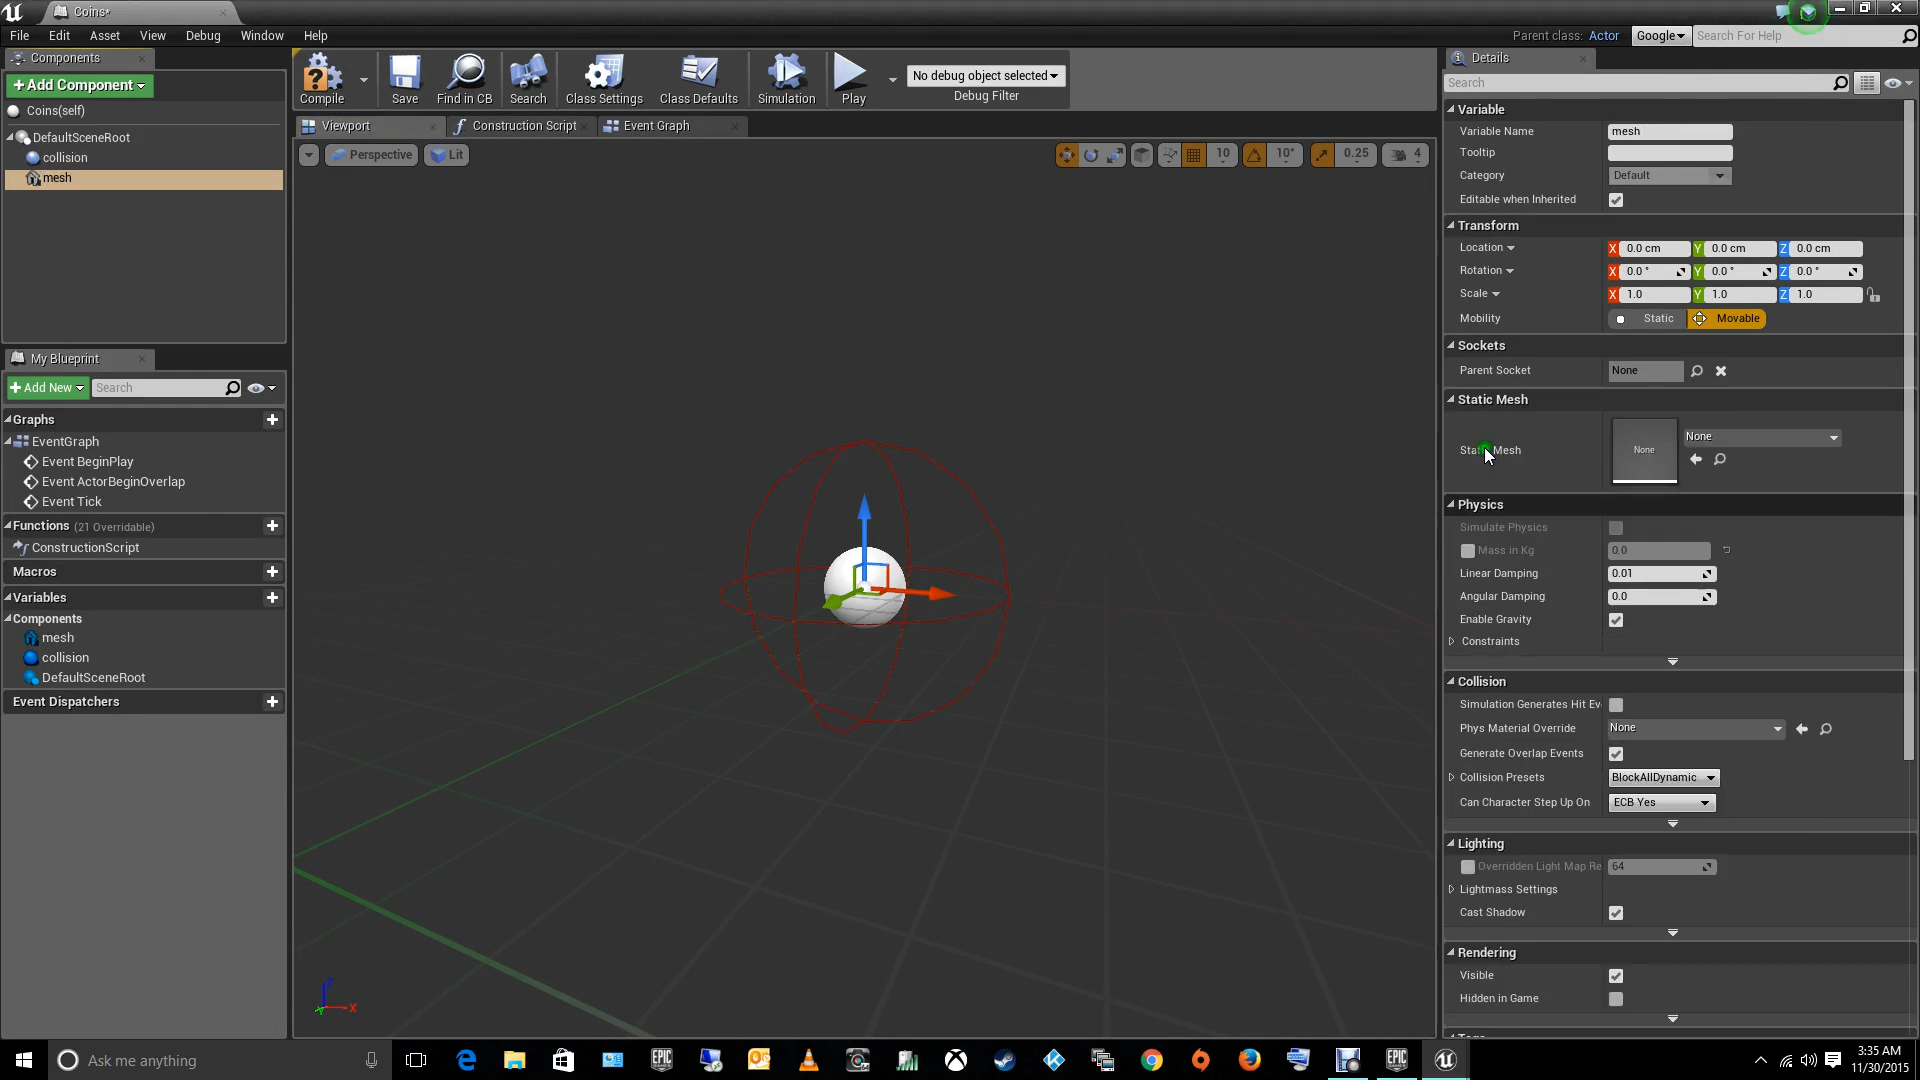 Coins*
File Edit Asset View Debug Window Help
Parent class: Actor
Google
Search For Help
Components
+Add Component
Coins(self)
DefaultSceneRoot
collision
mesh
My Blueprint
+Add New
Search
Graphs
EventGraph
Event BeginPlay
Event ActorBeginOverlap
Event Tick
Functions (21 Overridable)
ConstructionScript
Macros
Variables
Components
mesh
collision
DefaultSceneRoot
Event Dispatchers
Compile
Save
Find in CB
Search
Class Settings
Class Defaults
Simulation
Play
No debug object selected
Debug Filter
Viewport
Construction Script
Event Graph
Perspective
Lit
10
10°
0.25
4
Z
X
Y
Details
Search
Variable
Variable Name mesh
Tooltip
Category Default
Editable when Inherited
Transform
Location X 0.0 cm Y 0.0 cm Z 0.0 cm
Rotation X 0.0 ° Y 0.0 ° Z 0.0 °
Scale X 1.0 Y 1.0 Z 1.0
Mobility Static Movable
Sockets
Parent Socket None
Static Mesh
Mesh None None
Physics
Simulate Physics
Mass in Kg 0.0
Linear Damping 0.01
Angular Damping 0.0
Enable Gravity
Constraints
Collision
Simulation Generates Hit Ev
Phys Material Override None
Generate Overlap Events
Collision Presets BlockAllDynamic
Can Character Step Up On ECB Yes
Lighting
Overridden Light Map Re 64
Lightmass Settings
Cast Shadow
Rendering
Visible
Hidden in Game
Ask me anything
EPIC GAMES
EPIC GAMES
3:35 AM
11/30/2015